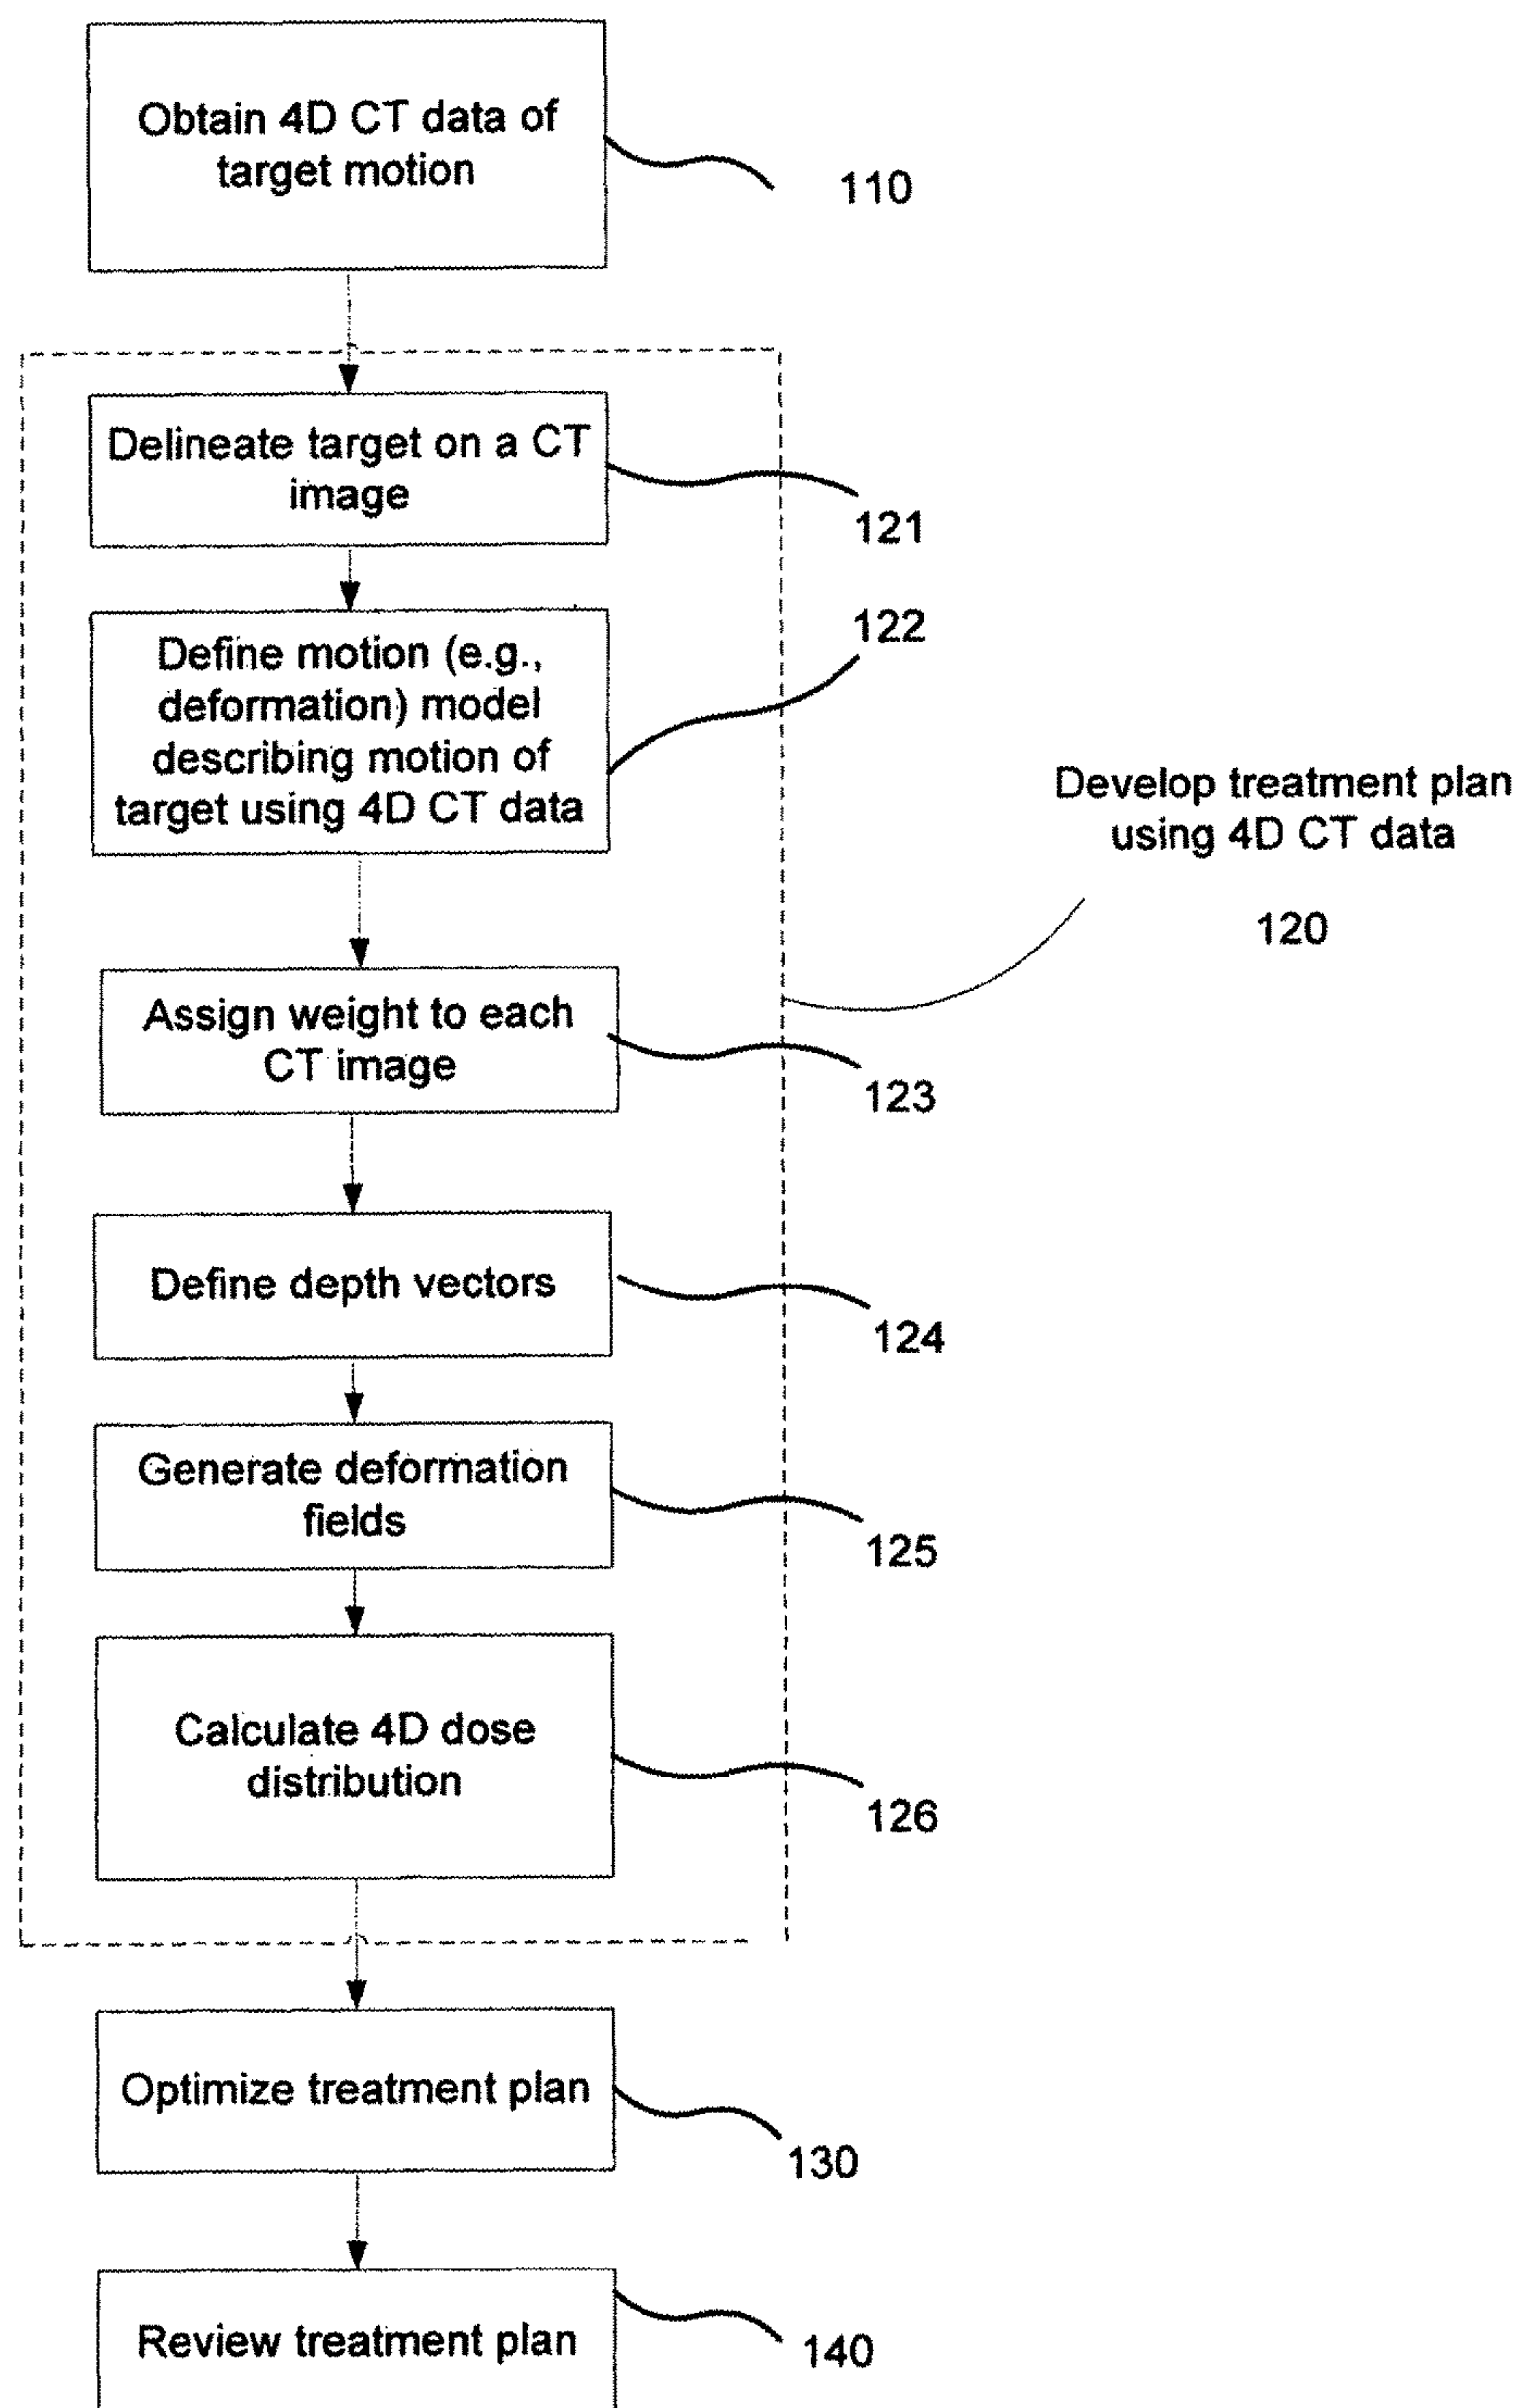 Obtain 4D CT data of
target motion
110
Delineate target on a CT
image
121
Define motion (e.g.,
deformation) model
describing motion of
target using 4D CT data
122
Develop treatment plan
using 4D CT data
120
Assign weight to each
CT image
123
Define depth vectors
124
Generate deformation
fields
125
Calculate 4D dose
distribution
126
Optimize treatment plan
130
Review treatment plan
140